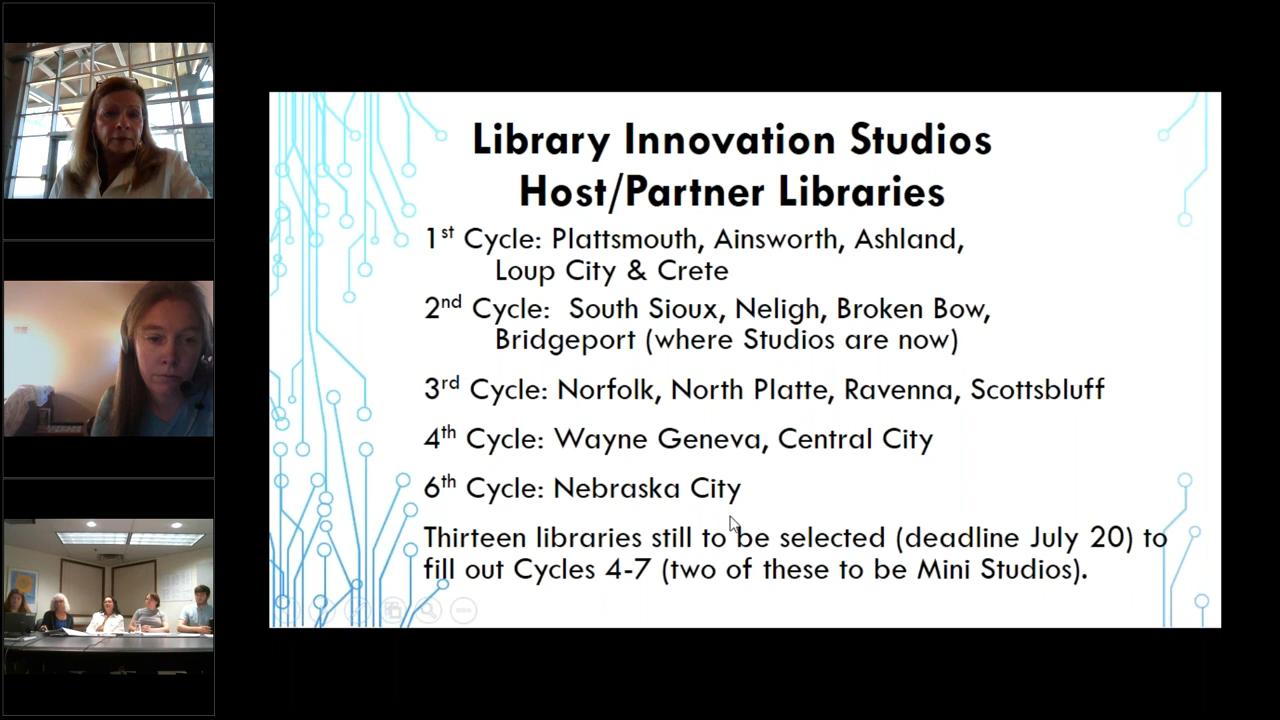 Library Innovation Studios
Host/Partner Libraries
1st Cycle: Plattsmouth, Ainsworth, Ashland,
Loup City & Crete
2nd Cycle: South Sioux, Neligh, Broken Bow,
Bridgeport (where Studios are now)
3rd Cycle: Norfolk, North Platte, Ravenna, Scottsbluff
4th Cycle: Wayne Geneva, Central City
6th Cycle: Nebraska City
Thirteen libraries still to be selected (deadline July 20) to
fill out Cycles 4-7 (two of these to be Mini Studios).